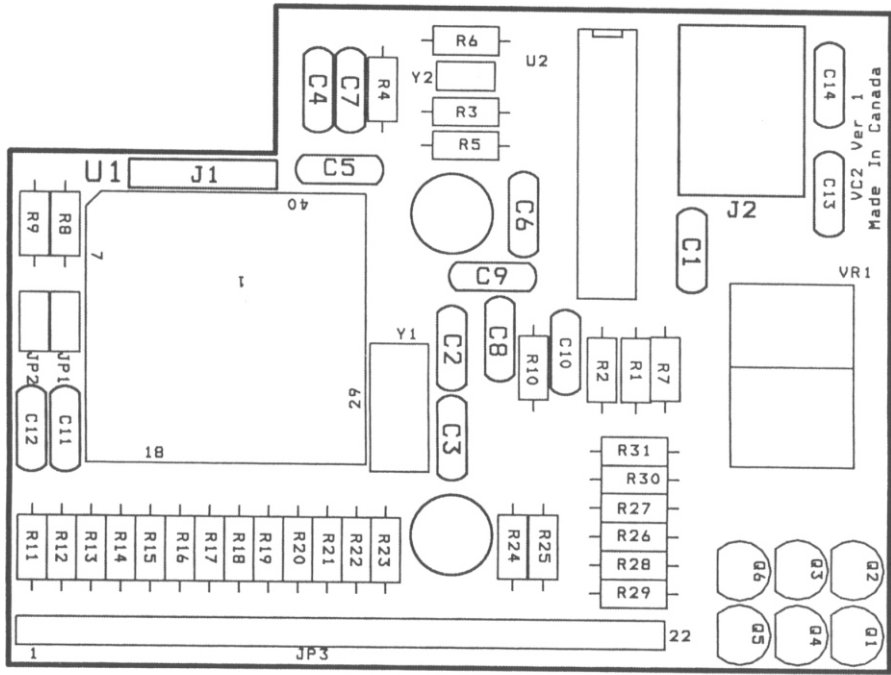 R6
U2
Y2
C4
C7
R4
R3
R5
C14
VC2 Ver 1
Made In Canada
C13
J2
U1
J1
C5
40
C6
C1
R9
R8
7
1
C9
VR1
JP2
JP1
Y1
C2
C8
R10
C10
R2
R1
R7
29
C12
C11
18
C3
R31
R30
R27
R26
R28
R29
R11
R12
R13
R14
R15
R16
R17
R18
R19
R20
R21
R22
R23
R24
R25
Q6
Q3
Q2
Q5
Q4
Q1
1
JP3
22